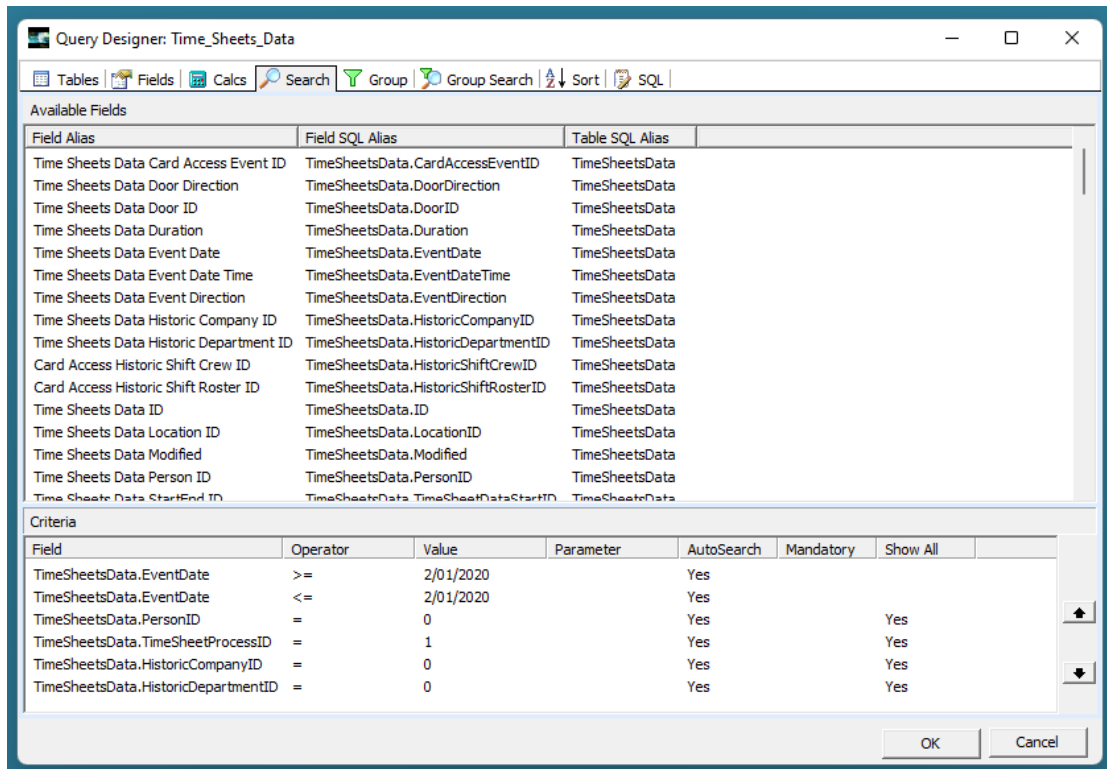 Query Designer: Time_Sheets_Data
Tables Fields Calcs Search Group Group Search Sort SQL
Available Fields
Field Alias Field SQL Alias Table SQL Alias
Time Sheets Data Card Access Event ID TimeSheetsData.CardAccessEventID TimeSheetsData
Time Sheets Data Door Direction TimeSheetsData.DoorDirection TimeSheetsData
Time Sheets Data Door ID TimeSheetsData.DoorID TimeSheetsData
Time Sheets Data Duration TimeSheetsData.Duration TimeSheetsData
Time Sheets Data Event Date TimeSheetsData.EventDate TimeSheetsData
Time Sheets Data Event Date Time TimeSheetsData.EventDateTime TimeSheetsData
Time Sheets Data Event Direction TimeSheetsData.EventDirection TimeSheetsData
Time Sheets Data Historic Company ID TimeSheetsData.HistoricCompanyID TimeSheetsData
Time Sheets Data Historic Department ID TimeSheetsData.HistoricDepartmentID TimeSheetsData
Card Access Historic Shift Crew ID TimeSheetsData.HistoricShiftCrewID TimeSheetsData
Card Access Historic Shift Roster ID TimeSheetsData.HistoricShiftRosterID TimeSheetsData
Time Sheets Data ID TimeSheetsData.ID TimeSheetsData
Time Sheets Data Location ID TimeSheetsData.LocationID TimeSheetsData
Time Sheets Data Modified TimeSheetsData.Modified TimeSheetsData
Time Sheets Data Person ID TimeSheetsData.PersonID TimeSheetsData
Time Sheets Data StartEnd ID TimeSheetsData.TimeSheetDataStartID TimeSheetsData
Criteria
Field Operator Value Parameter AutoSearch Mandatory Show All
TimeSheetsData.EventDate >= 2/01/2020 Yes
TimeSheetsData.EventDate <= 2/01/2020 Yes
TimeSheetsData.PersonID = 0 Yes Yes
TimeSheetsData.TimeSheetProcessID = 1 Yes Yes
TimeSheetsData.HistoricCompanyID = 0 Yes Yes
TimeSheetsData.HistoricDepartmentID = 0 Yes Yes
OK Cancel